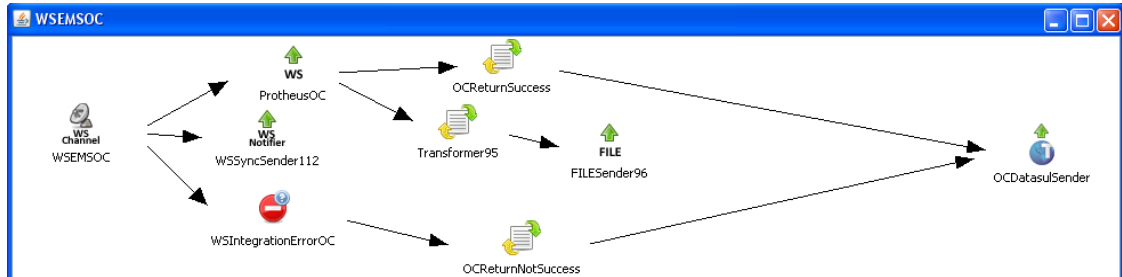 WSEMSOC
WS
ProtheusOC
OCReturnSuccess
WS
Channel
WSEMSOC
WS
Notifier
WSSyncSender112
Transformer95
FILE
FILESender96
OCDatasulSender
WSIntegrationErrorOC
OCReturnNotSuccess